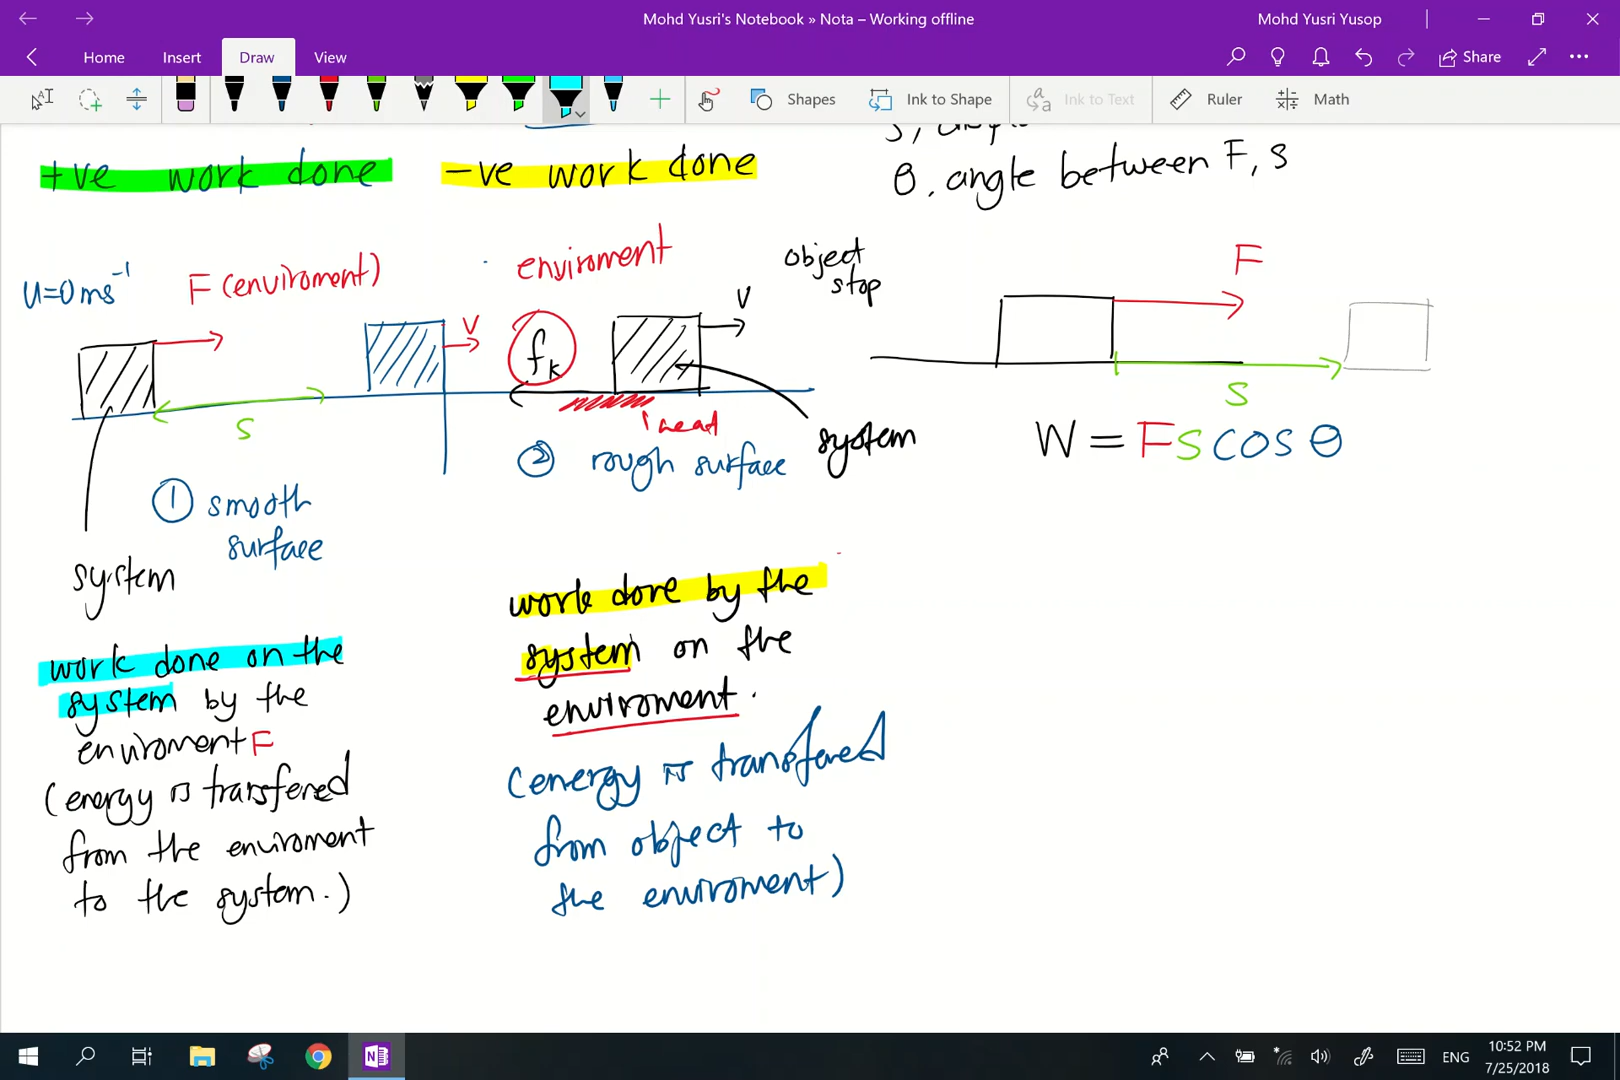 Mohd Yusri's Notebook » Nota – Working offline
Mohd Yusri Yusop
Home Insert Draw View
Share
Shapes
Ink to Shape
Ink to Text
Ruler
Math
+ve work done
-ve work done
θ, angle between F, s
u=0ms⁻¹
F (enviroment)
enviroment
object
stop
v
v
fk
s
head
system
① smooth
surface
② rough surface
system
F
s
W = Fs cos θ
work done on the
system by the
enviroment F
(energy is transfered
from the enviroment
to the system.)
work done by the
system on the
enviroment.
(energy is transfered
from object to
the enviroment)
ENG
10:52 PM
7/25/2018